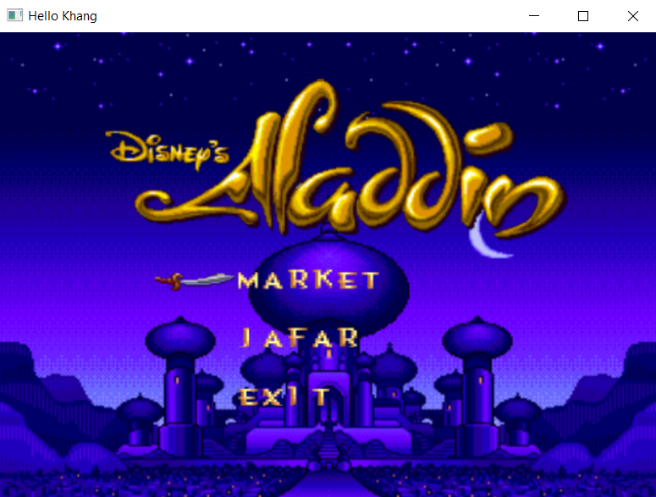 Hello Khang
Disney's
Aladdin
MARKET
JAFAR
EXIT